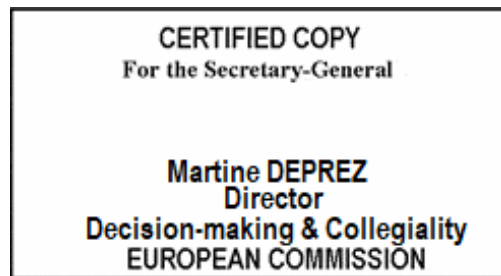 CERTIFIED COPY
For the Secretary-General
Martine DEPREZ
Director
Decision-making & Collegiality
EUROPEAN COMMISSION